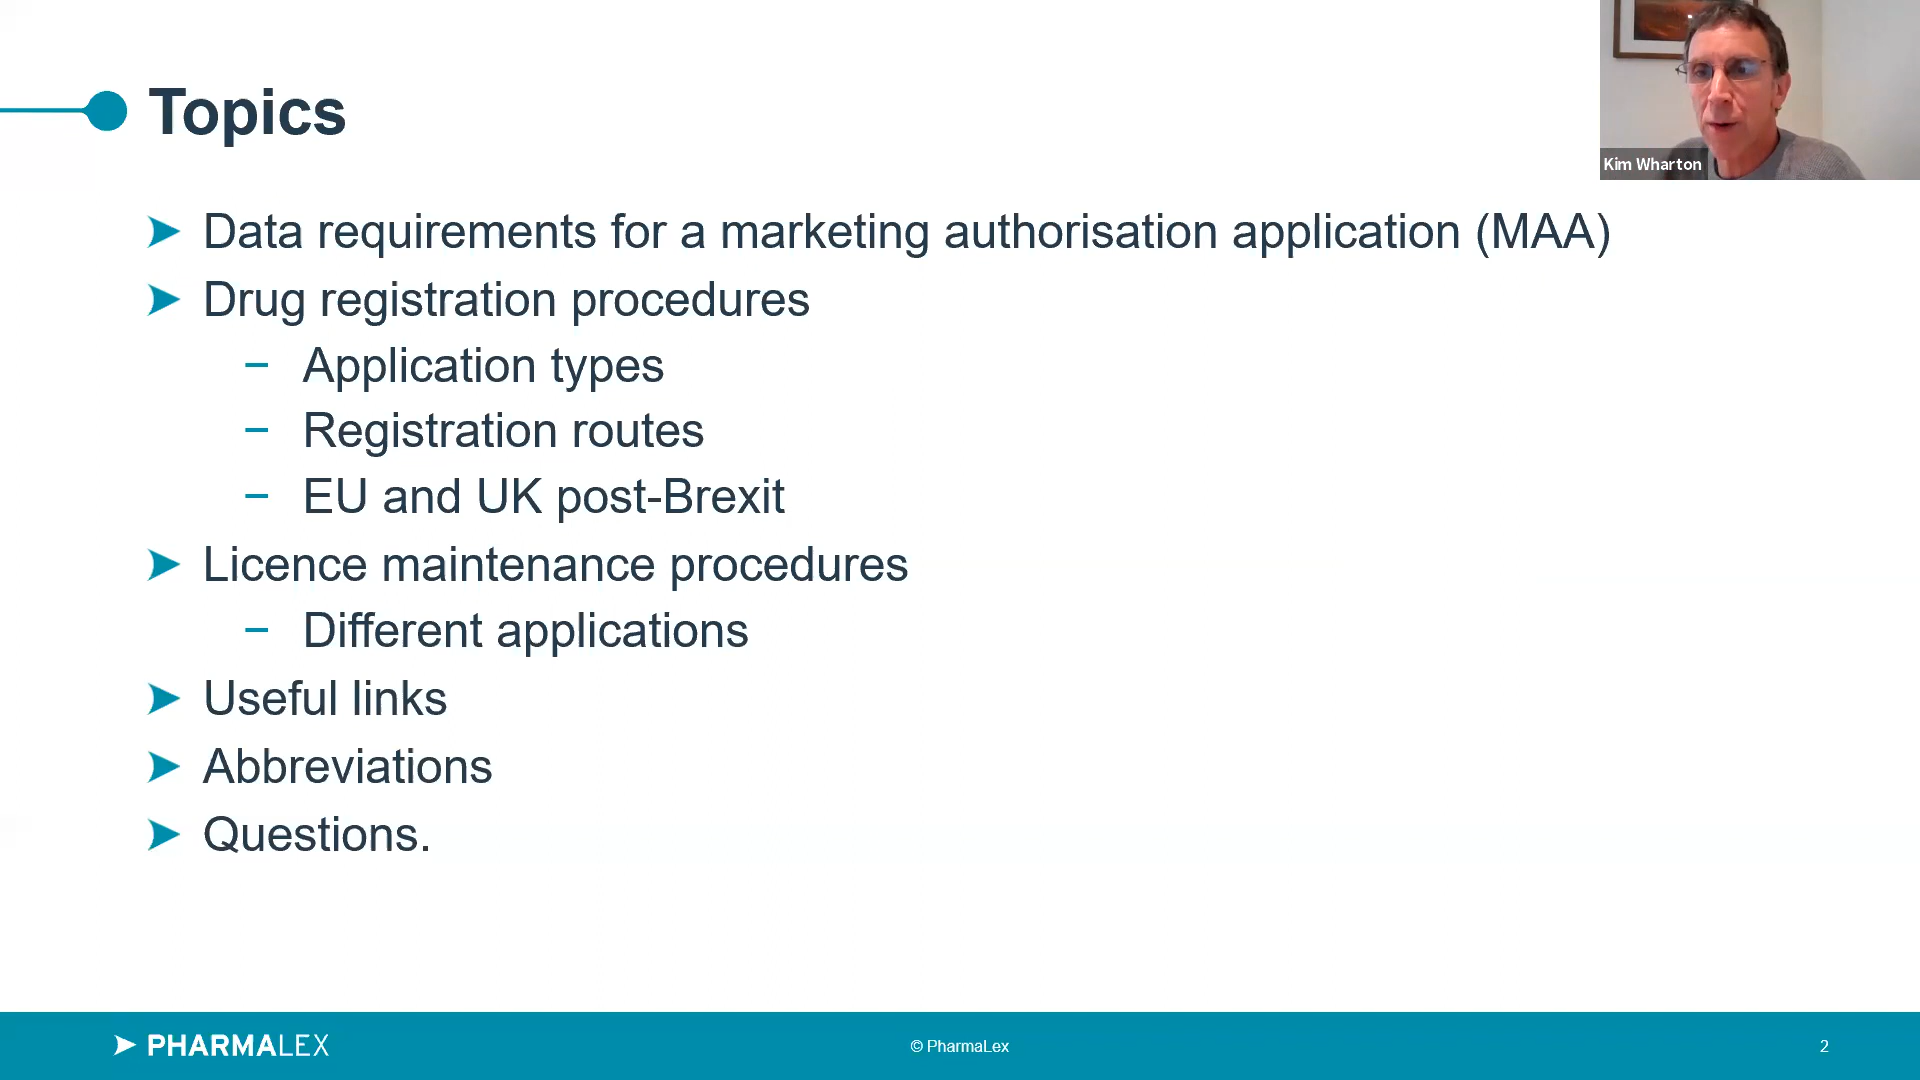 Topics
Kim Wharton
Data requirements for a marketing authorisation application (MAA)
Drug registration procedures
– Application types
– Registration routes
– EU and UK post-Brexit
Licence maintenance procedures
– Different applications
Useful links
Abbreviations
Questions.
PHARMALEX
© PharmaLex
2